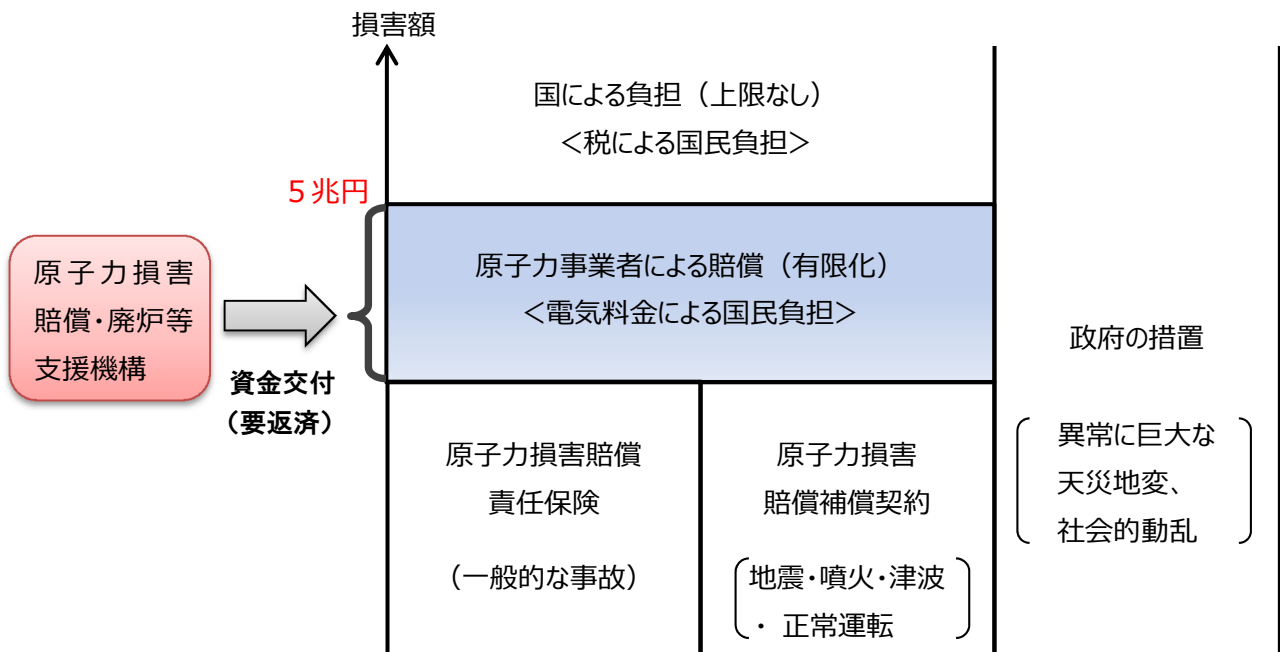 損害額
国による負担（上限なし）
＜税による国民負担＞
５兆円
原子力事業者による賠償（有限化）
＜電気料金による国民負担＞
原子力損害
賠償・廃炉等
支援機構
資金交付
（要返済）
原子力損害賠償
責任保険
（一般的な事故）
原子力損害
賠償補償契約
地震・噴火・津波
・ 正常運転
政府の措置
異常に巨大な
天災地変、
社会的動乱